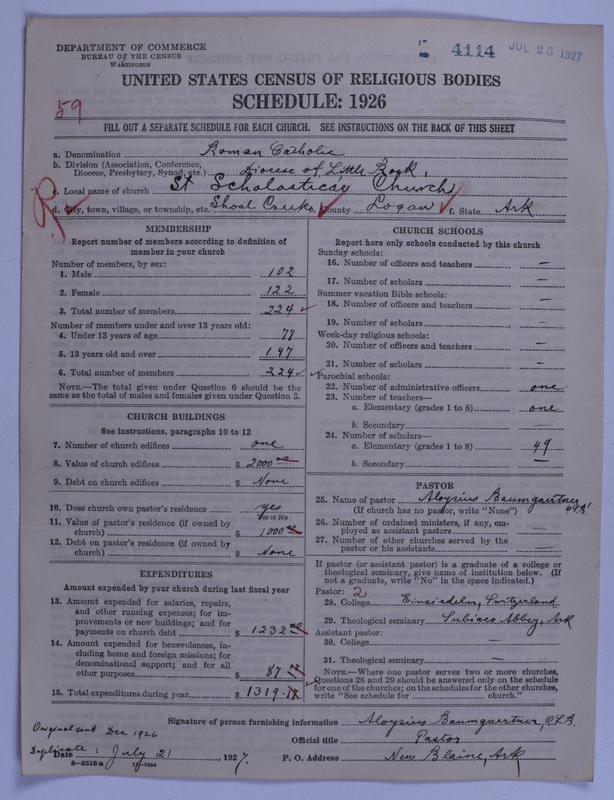 DEPARTMENT OF COMMERCE
BUREAU OF THE CENSUS
WASHINGTON
4114 JUL 25 1927
UNITED STATES CENSUS OF RELIGIOUS BODIES
SCHEDULE: 1926
59
FILL OUT A SEPARATE SCHEDULE FOR EACH CHURCH. SEE INSTRUCTIONS ON THE BACK OF THIS SHEET
a. Denomination Roman Catholic
b. Division (Association, Conference, Diocese, Presbytery, Synod, etc.) Diocese of Little Rock,
c. Local name of church St Scholasticas Church
d. City, town, village, or township, etc. Shoal Creek e. County Logan f. State Ark
MEMBERSHIP
Report number of members according to definition of member in your church
Number of members, by sex:
1. Male 102
2. Female 122
3. Total number of members 224
Number of members under and over 13 years old:
4. Under 13 years of age 77
5. 13 years old and over 147
6. Total number of members 224
NOTE.—The total given under Question 6 should be the same as the total of males and females given under Question 3.
CHURCH BUILDINGS
See instructions, paragraphs 10 to 12
7. Number of church edifices one
8. Value of church edifices $ 2000 00
9. Debt on church edifices $ None
10. Does church own pastor's residence yes
Yes or No
11. Value of pastor's residence (if owned by church) $ 1000 00
12. Debt on pastor's residence (if owned by church) $ None
EXPENDITURES
Amount expended by your church during last fiscal year
13. Amount expended for salaries, repairs, and other running expenses; for improvements or new buildings; and for payments on church debt $ 1232
14. Amount expended for benevolences, including home and foreign missions; for denominational support; and for all other purposes $ 87
15. Total expenditures during year $ 1319.
CHURCH SCHOOLS
Report here only schools conducted by this church
Sunday schools:
16. Number of officers and teachers —
17. Number of scholars —
Summer vacation Bible schools:
18. Number of officers and teachers —
19. Number of scholars —
Week-day religious schools:
20. Number of officers and teachers —
21. Number of scholars —
Parochial schools:
22. Number of administrative officers one
23. Number of teachers—
a. Elementary (grades 1 to 8) one
b. Secondary —
24. Number of scholars—
a. Elementary (grades 1 to 8) 49
b. Secondary —
PASTOR
25. Name of pastor Aloysius Baumgaertner O.S.B.
(If church has no pastor, write "None")
26. Number of ordained ministers, if any, employed as assistant pastors —
27. Number of other churches served by the pastor or his assistants —
If pastor (or assistant pastor) is a graduate of a college or theological seminary, give name of institution below. (If not a graduate, write "No" in the space indicated.)
Pastor: 2
28. College Einsiedeln, Switzerland
29. Theological seminary Subiaco Abbey, Ark
Assistant pastor:
30. College —
31. Theological seminary —
NOTE.—Where one pastor serves two or more churches, Questions 28 and 29 should be answered only on the schedule for one of the churches; on the schedules for the other churches, write "See schedule for church."
Signature of person furnishing information Aloysius Baumgaertner, O.S.B.
Official title Pastor
P. O. Address New Blaine, Ark
Original sent Dec 1926
Duplicate:
Date July 21, 1927.
8—5518a